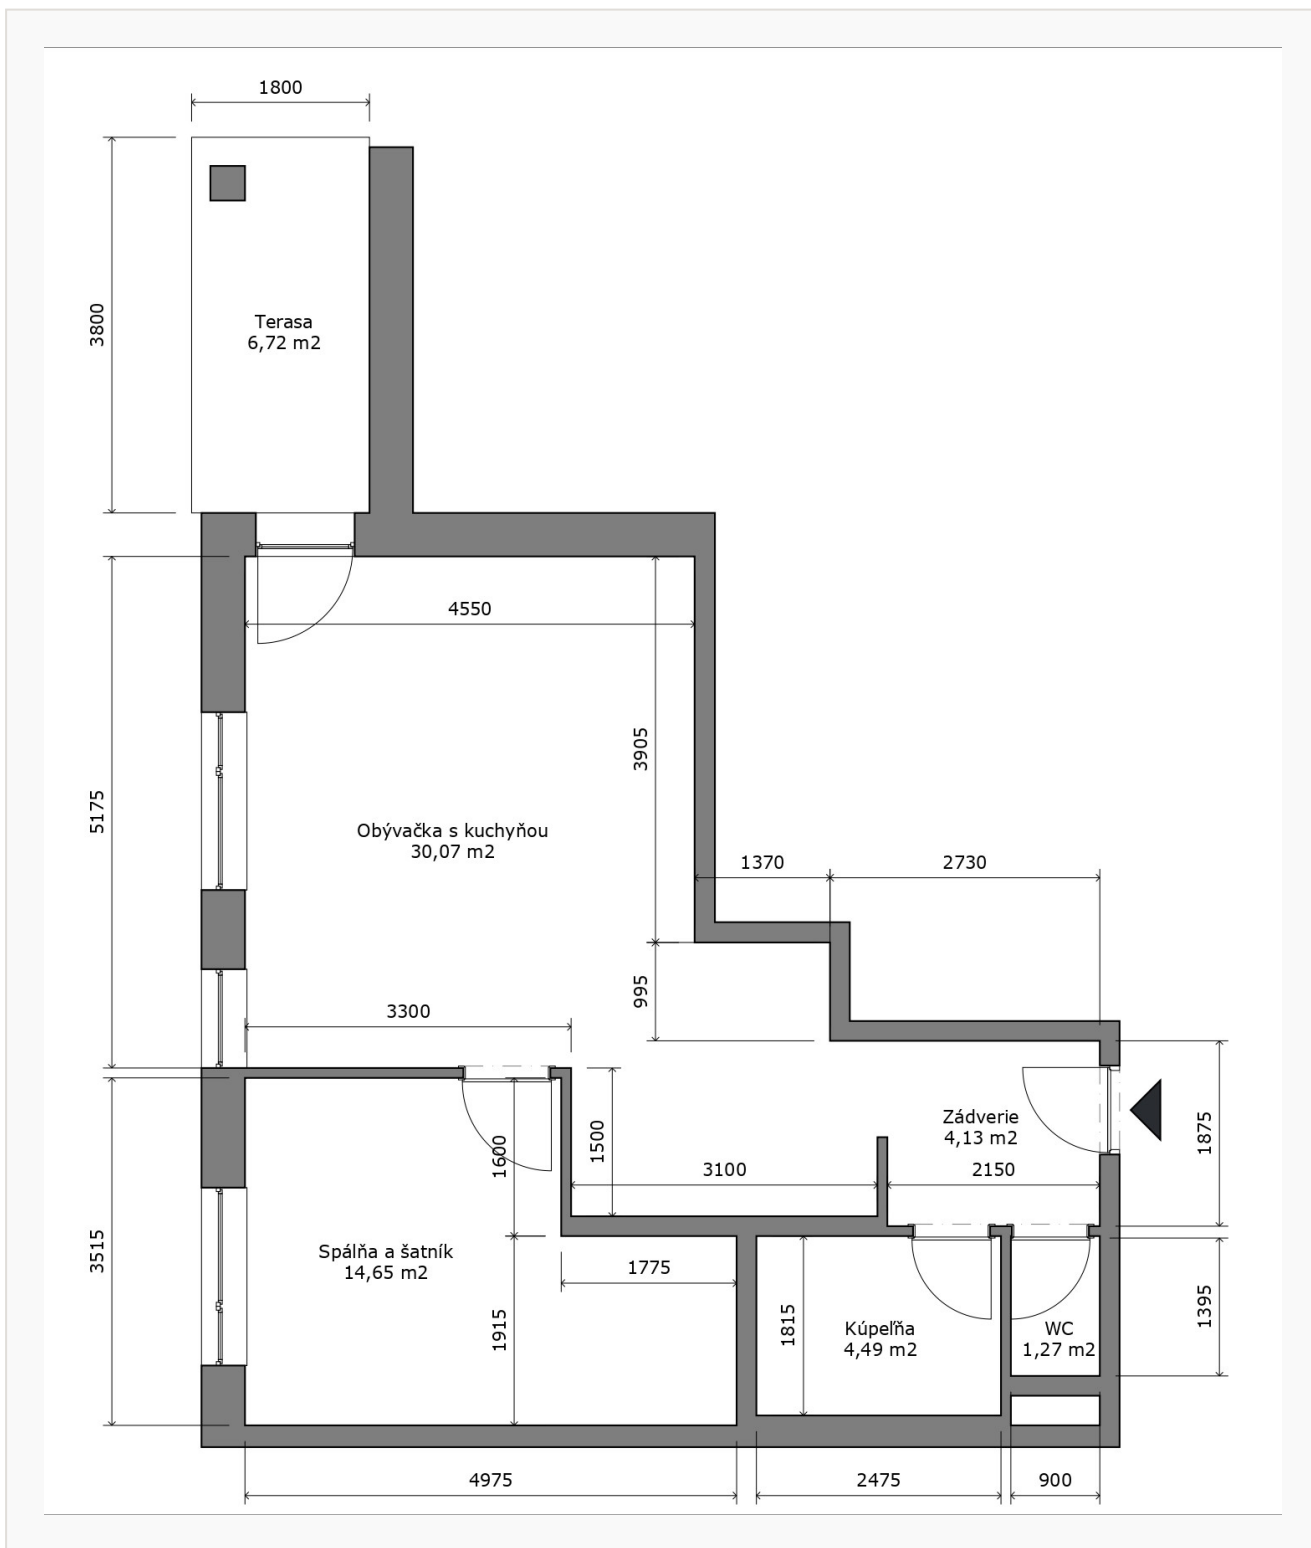 1800
3800
Terasa
6,72 m2
4550
3905
5175
Obývačka s kuchyňou
30,07 m2
1370
2730
995
3300
Zádverie
4,13 m2
1875
1600
1500
3100
2150
3515
Spálňa a šatník
14,65 m2
1775
1915
1815
Kúpeľňa
4,49 m2
WC
1,27 m2
1395
4975
2475
900